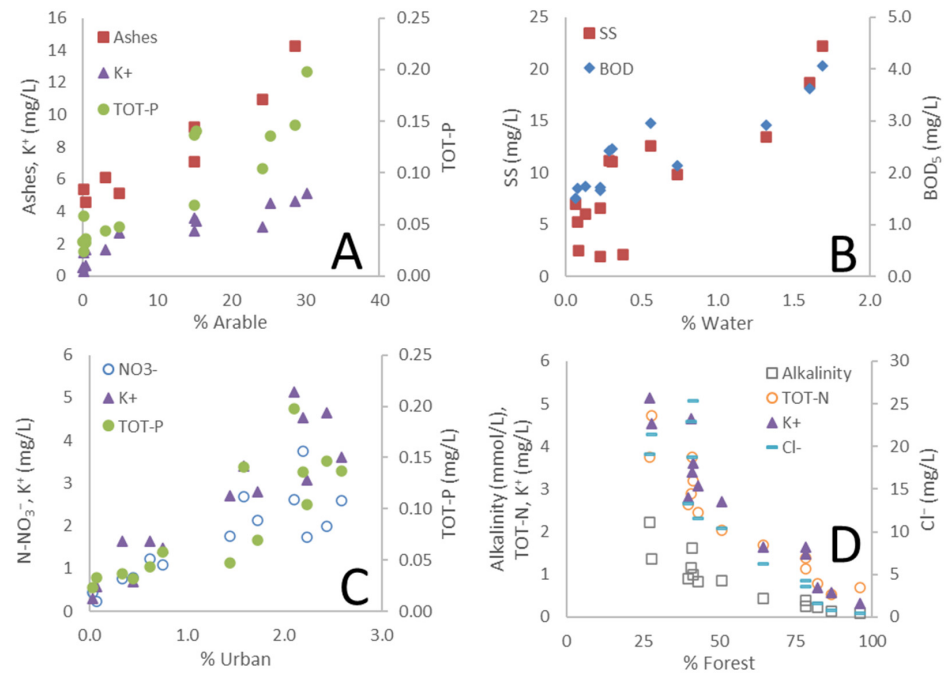 16
14
12
10
8
6
4
2
0
Ashes, K⁺ (mg/L)
Ashes
K+
TOT-P
0.25
0.20
0.15
0.10
0.05
0.00
TOT-P
A
0 10 20 30 40
% Arable
25
20
15
10
5
0
SS (mg/L)
SS
BOD
5.0
4.0
3.0
2.0
1.0
0.0
BOD₅ (mg/L)
B
0.0 0.5 1.0 1.5 2.0
% Water
6
5
4
3
2
1
0
N-NO₃⁻, K⁺ (mg/L)
NO3-
K+
TOT-P
0.25
0.20
0.15
0.10
0.05
0.00
TOT-P (mg/L)
C
0.0 1.0 2.0 3.0
% Urban
6
5
4
3
2
1
0
Alkalinity (mmol/L),
TOT-N, K⁺ (mg/L)
Alkalinity
TOT-N
K+
Cl-
30
25
20
15
10
5
0
Cl⁻ (mg/L)
D
0 25 50 75 100
% Forest